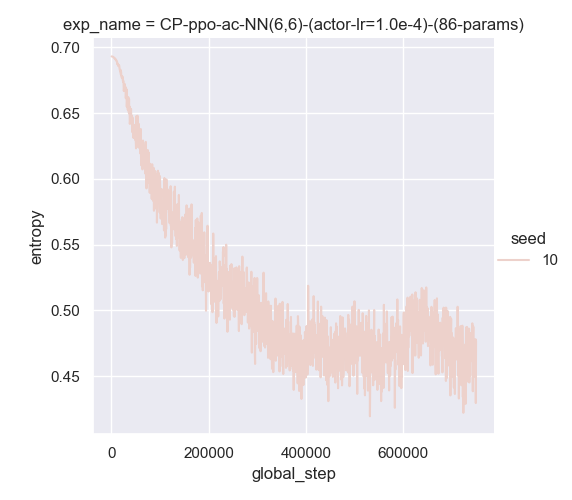 exp_name = CP-ppo-ac-NN(6,6)-(actor-lr=1.0e-4)-(86-params)
0.70
0.65
0.60
0.55
0.50
0.45
entropy
0 200000 400000 600000
global_step
seed
10